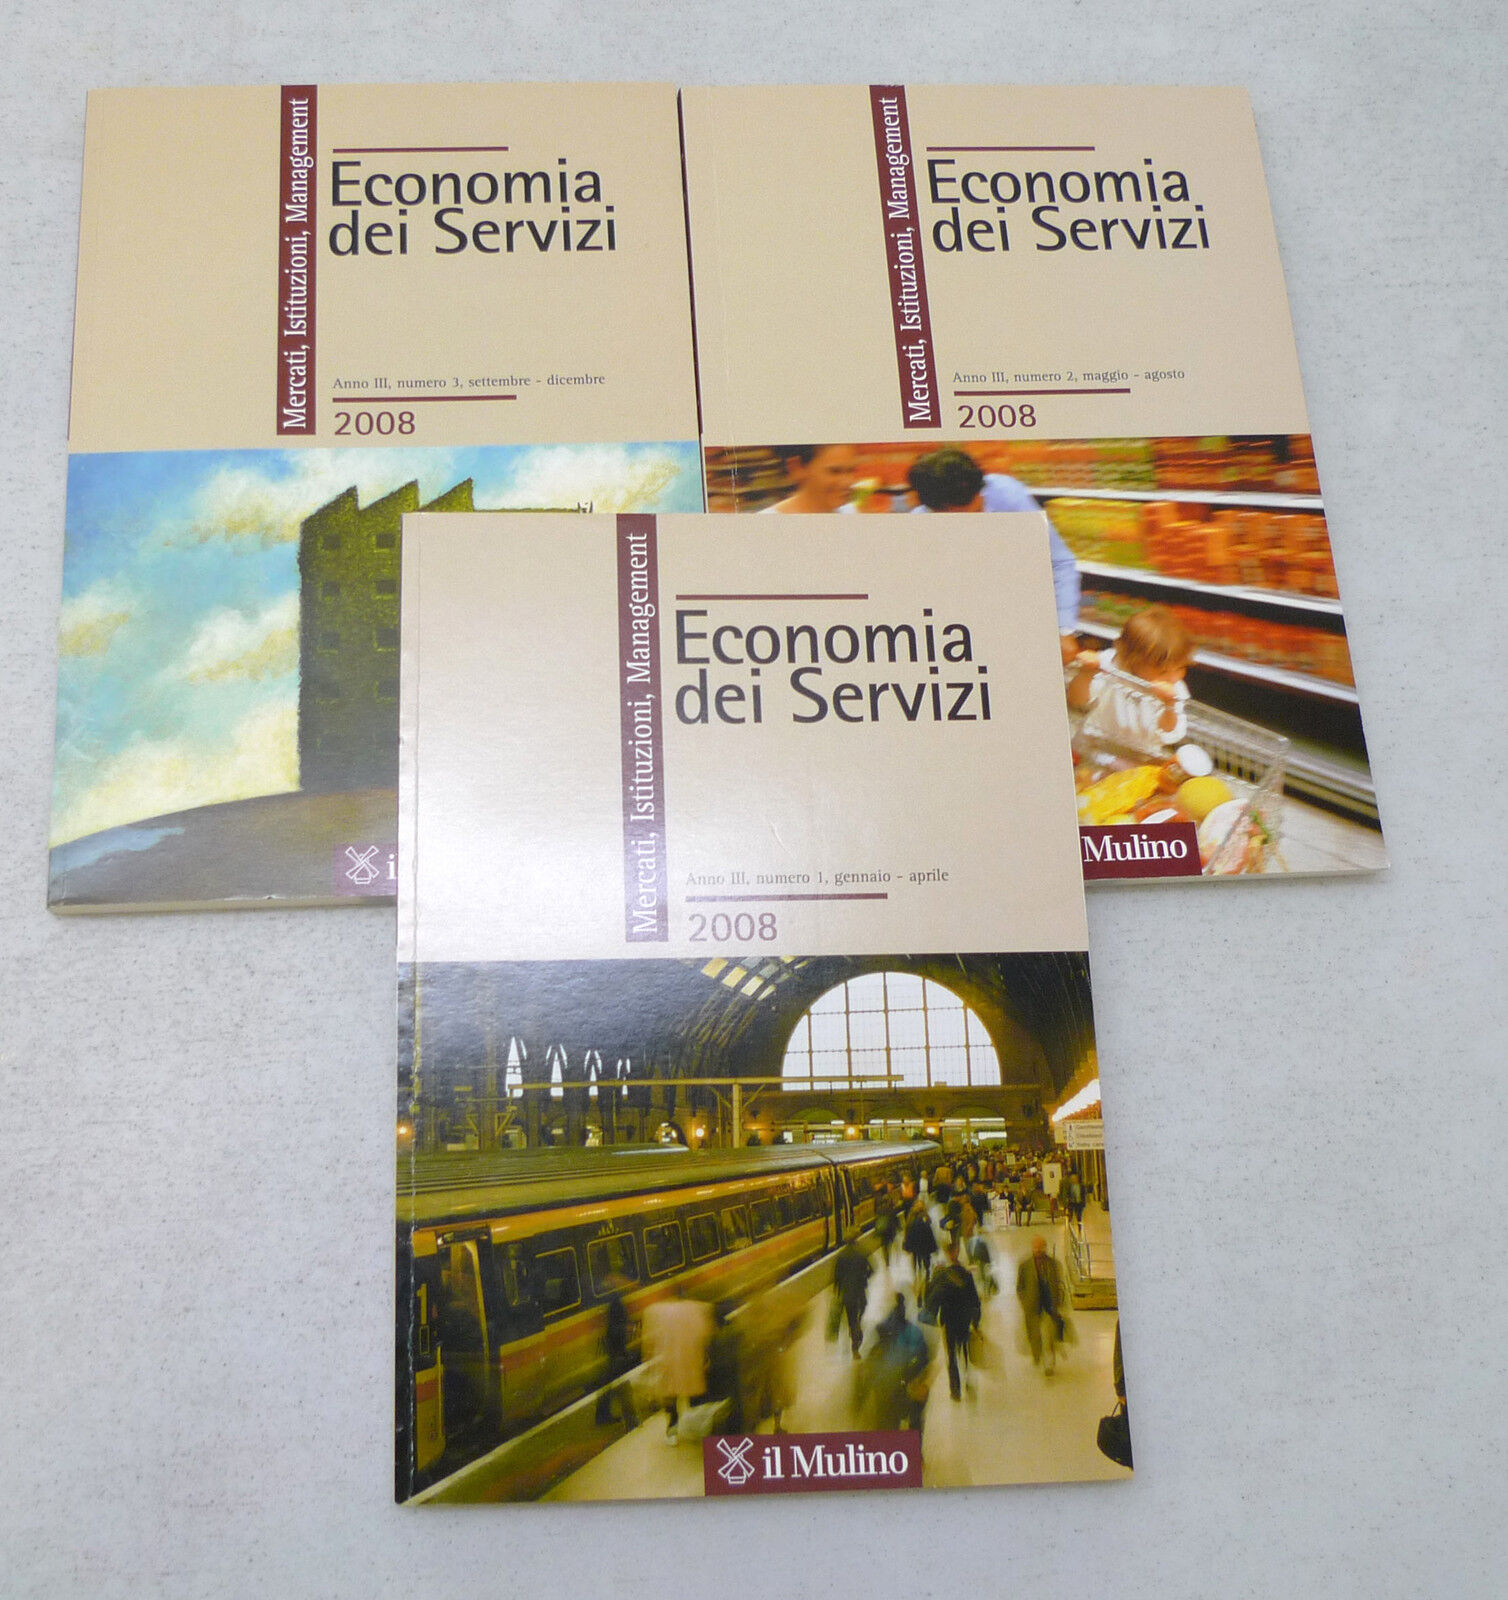 Mercati, Istituzioni, Management
Economia
dei Servizi
Anno III, numero 3, settembre - dicembre
2008
i
Mercati, Istituzioni, Management
Economia
dei Servizi
Anno III, numero 2, maggio - agosto
2008
Mulino
Mercati, Istituzioni, Management
Economia
dei Servizi
Anno III, numero 1, gennaio - aprile
2008
1
il Mulino